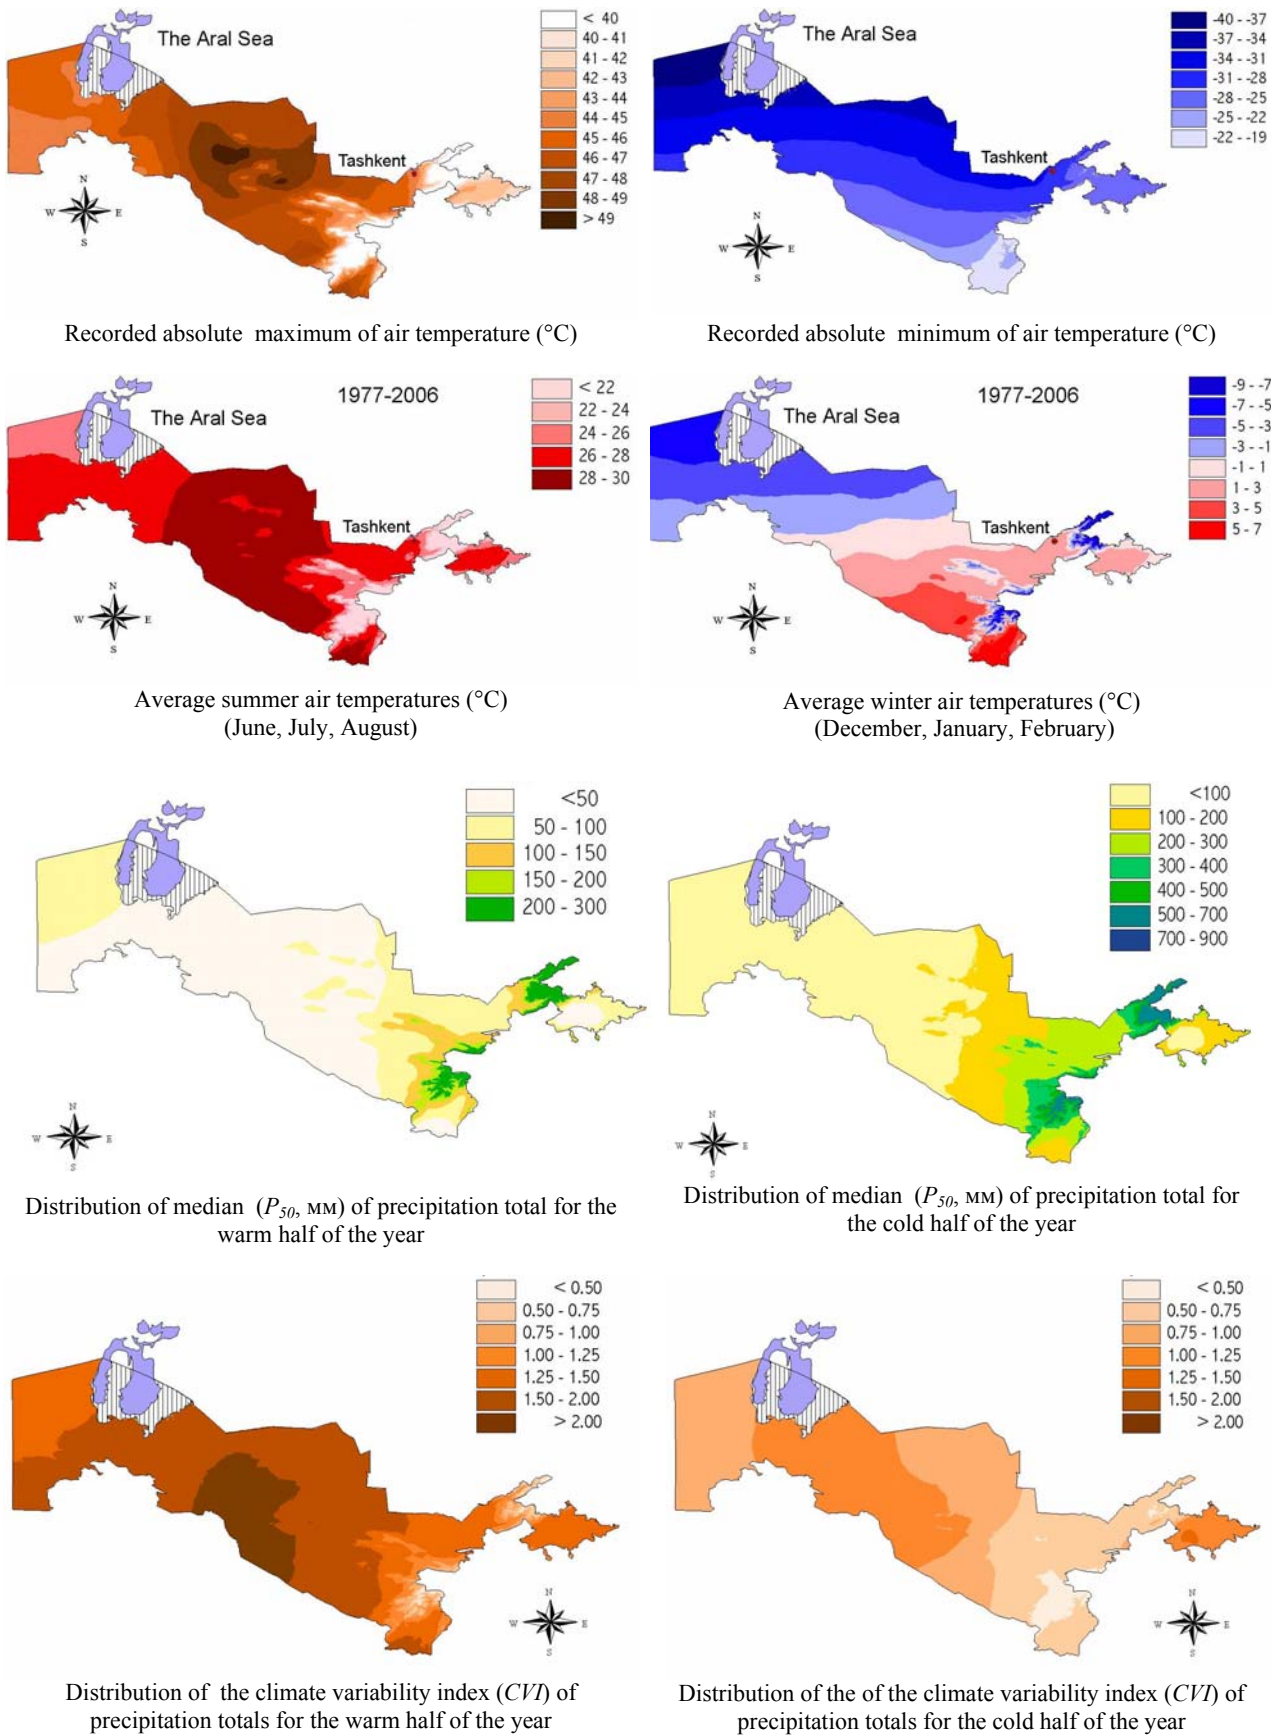 The Aral Sea
Tashkent
N
W E
S
< 40
40 - 41
41 - 42
42 - 43
43 - 44
44 - 45
45 - 46
46 - 47
47 - 48
48 - 49
> 49
Recorded absolute maximum of air temperature (°C)
The Aral Sea
Tashkent
N
W E
S
-40 - -37
-37 - -34
-34 - -31
-31 - -28
-28 - -25
-25 - -22
-22 - -19
Recorded absolute minimum of air temperature (°C)
1977-2006
The Aral Sea
Tashkent
N
W E
S
< 22
22 - 24
24 - 26
26 - 28
28 - 30
Average summer air temperatures (°C)
(June, July, August)
1977-2006
The Aral Sea
Tashkent
N
W E
S
-9 - -7
-7 - -5
-5 - -3
-3 - -1
-1 - 1
1 - 3
3 - 5
5 - 7
Average winter air temperatures (°C)
(December, January, February)
<50
50 - 100
100 - 150
150 - 200
200 - 300
N
W E
S
Distribution of median (P50, мм) of precipitation total for the
warm half of the year
<100
100 - 200
200 - 300
300 - 400
400 - 500
500 - 700
700 - 900
N
W E
S
Distribution of median (P50, мм) of precipitation total for
the cold half of the year
< 0.50
0.50 - 0.75
0.75 - 1.00
1.00 - 1.25
1.25 - 1.50
1.50 - 2.00
> 2.00
N
W E
S
Distribution of the climate variability index (CVI) of
precipitation totals for the warm half of the year
< 0.50
0.50 - 0.75
0.75 - 1.00
1.00 - 1.25
1.25 - 1.50
1.50 - 2.00
> 2.00
N
W E
S
Distribution of the of the climate variability index (CVI) of
precipitation totals for the cold half of the year